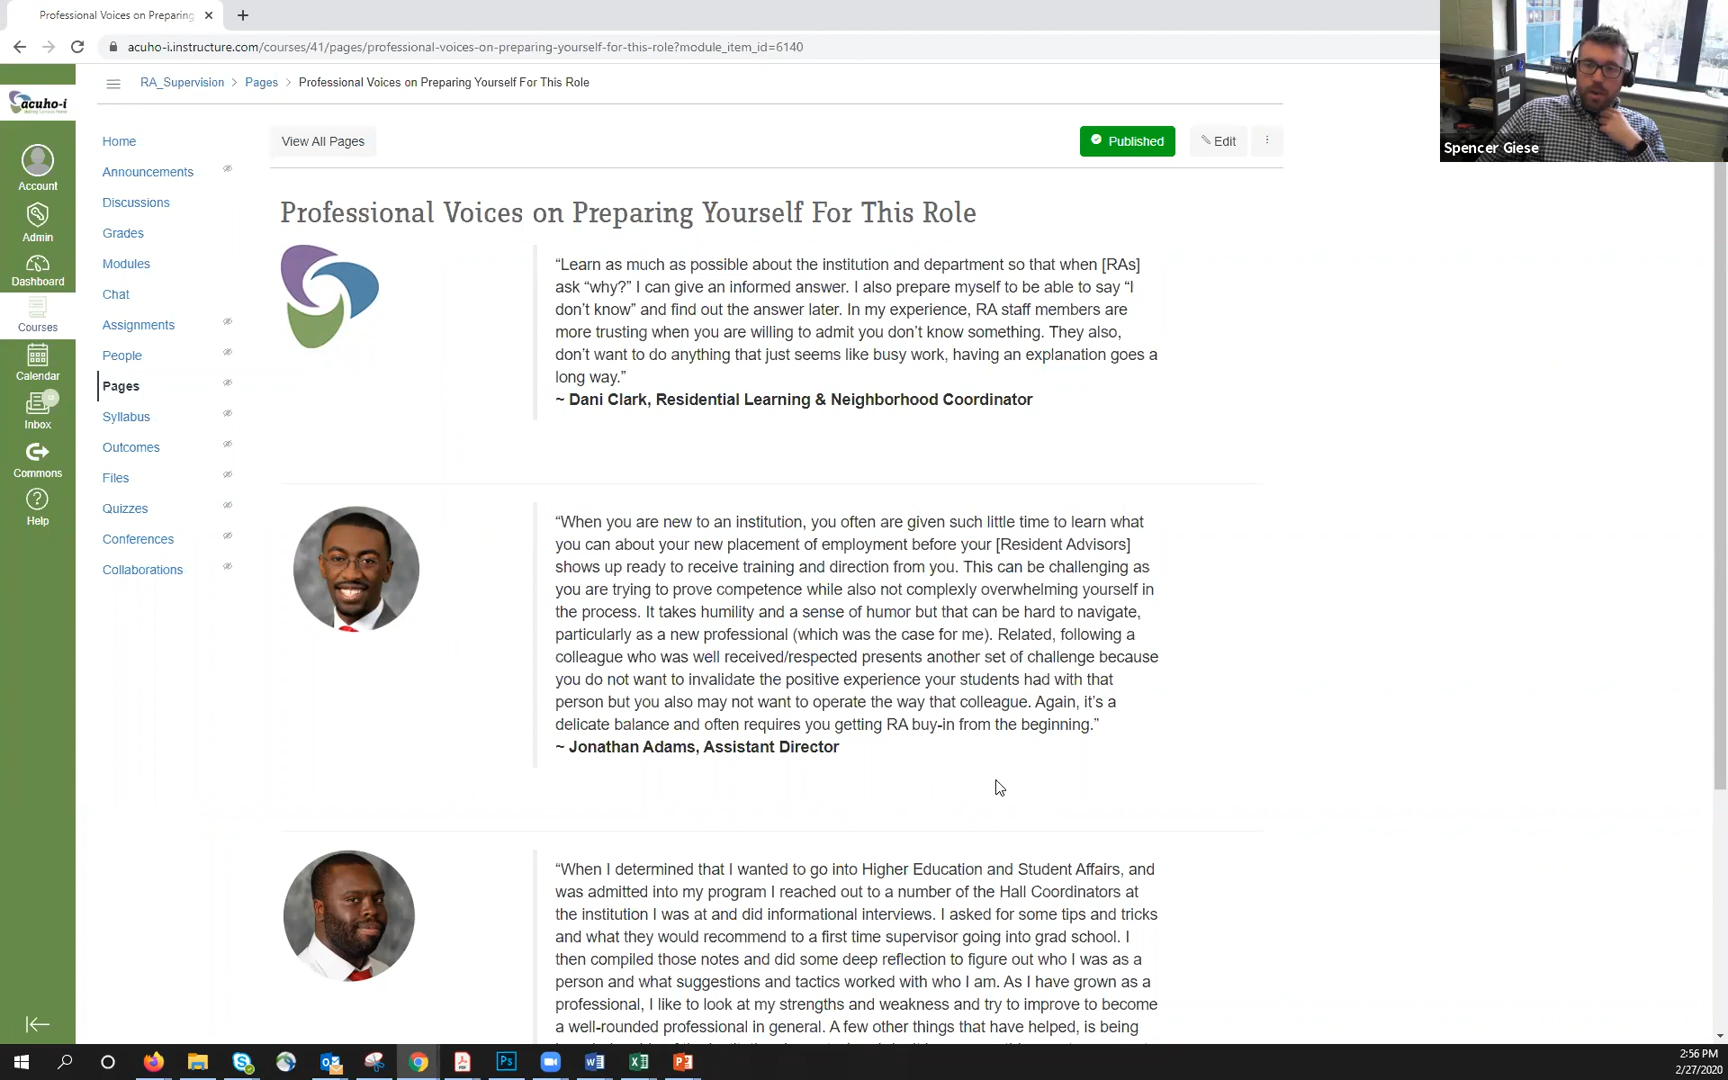 Professional Voices on Preparing
acuho-i.instructure.com/courses/41/pages/professional-voices-on-preparing-yourself-for-this-role?module_item_id=6140
Spencer Giese
acuho-i
RA_Supervision > Pages > Professional Voices on Preparing Yourself For This Role
Account
Admin
Dashboard
Courses
Calendar
Inbox
Commons
Help
Home
Announcements
Discussions
Grades
Modules
Chat
Assignments
People
Pages
Syllabus
Outcomes
Files
Quizzes
Conferences
Collaborations
View All Pages
Published
Edit
Professional Voices on Preparing Yourself For This Role
“Learn as much as possible about the institution and department so that when [RAs]
ask “why?” I can give an informed answer. I also prepare myself to be able to say “I
don’t know” and find out the answer later. In my experience, RA staff members are
more trusting when you are willing to admit you don’t know something. They also,
don’t want to do anything that just seems like busy work, having an explanation goes a
long way.”
~ Dani Clark, Residential Learning & Neighborhood Coordinator
“When you are new to an institution, you often are given such little time to learn what
you can about your new placement of employment before your [Resident Advisors]
shows up ready to receive training and direction from you. This can be challenging as
you are trying to prove competence while also not complexly overwhelming yourself in
the process. It takes humility and a sense of humor but that can be hard to navigate,
particularly as a new professional (which was the case for me). Related, following a
colleague who was well received/respected presents another set of challenge because
you do not want to invalidate the positive experience your students had with that
person but you also may not want to operate the way that colleague. Again, it’s a
delicate balance and often requires you getting RA buy-in from the beginning.”
~ Jonathan Adams, Assistant Director
“When I determined that I wanted to go into Higher Education and Student Affairs, and
was admitted into my program I reached out to a number of the Hall Coordinators at
the institution I was at and did informational interviews. I asked for some tips and tricks
and what they would recommend to a first time supervisor going into grad school. I
then compiled those notes and did some deep reflection to figure out who I was as a
person and what suggestions and tactics worked with who I am. As I have grown as a
professional, I like to look at my strengths and weakness and try to improve to become
a well-rounded professional in general. A few other things that have helped, is being
2:56 PM
2/27/2020